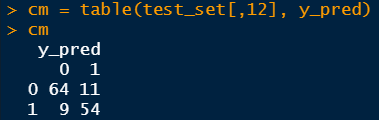 > cm = table(test_set[,12], y_pred)
> cm
   y_pred
     0  1
  0 64 11
  1  9 54